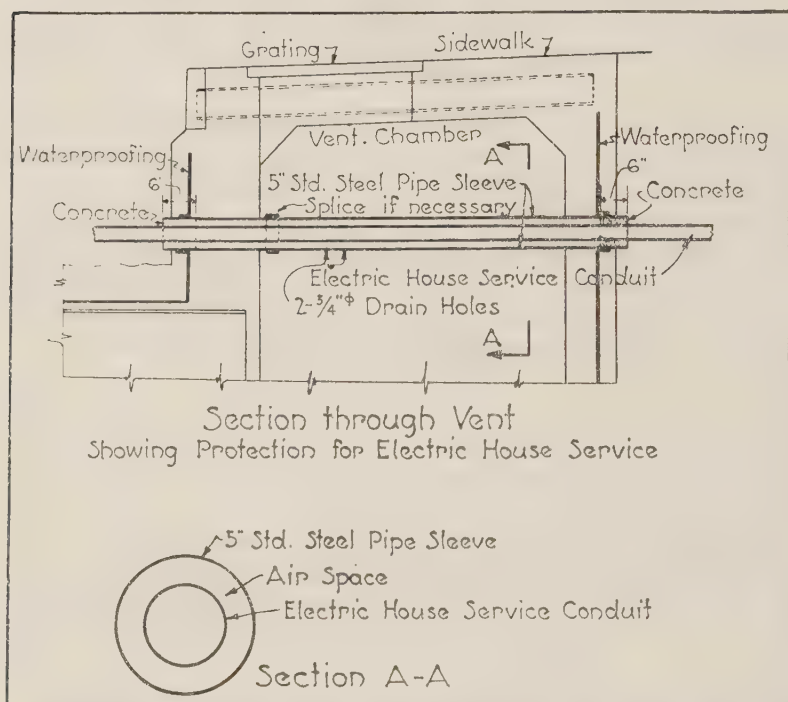 Grating
Sidewalk
Vent. Chamber
Waterproofing
A
Waterproofing
6"
5" Std. Steel Pipe Sleeve
6"
Concrete
Splice if necessary
Concrete
Electric House Service Conduit
2-3/4"ϕ Drain Holes
A
Section through Vent
Showing Protection for Electric House Service
5" Std. Steel Pipe Sleeve
Air Space
Electric House Service Conduit
Section A-A